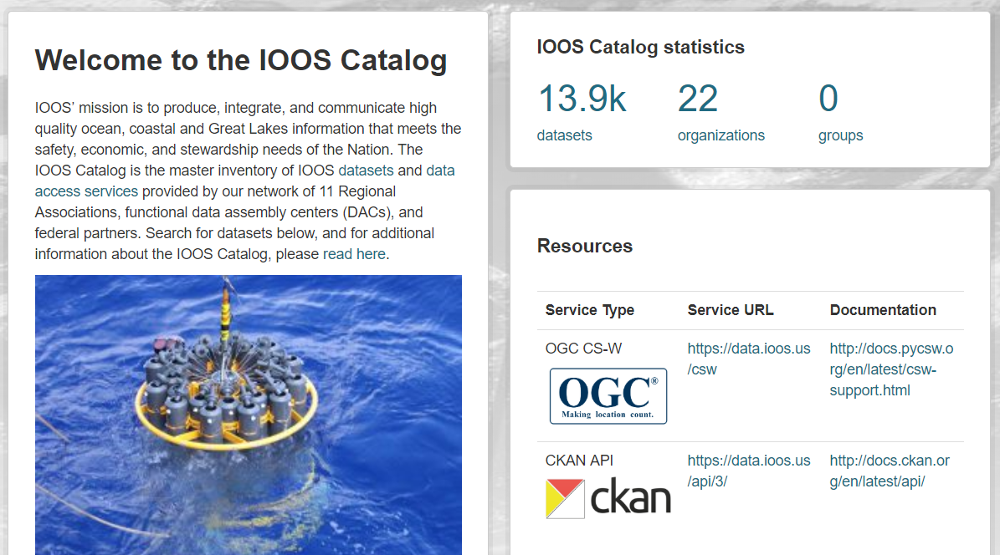 Welcome to the IOOS Catalog
IOOS’ mission is to produce, integrate, and communicate high
quality ocean, coastal and Great Lakes information that meets the
safety, economic, and stewardship needs of the Nation. The
IOOS Catalog is the master inventory of IOOS datasets and data
access services provided by our network of 11 Regional
Associations, functional data assembly centers (DACs), and
federal partners. Search for datasets below, and for additional
information about the IOOS Catalog, please read here.
IOOS Catalog statistics
13.9k 22 0
datasets organizations groups
Resources
Service Type Service URL Documentation
OGC CS-W https://data.ioos.us http://docs.pycsw.o
/csw rg/en/latest/csw-
support.html
OGC®
Making location count.
CKAN API https://data.ioos.us http://docs.ckan.or
/api/3/ g/en/latest/api/
ckan